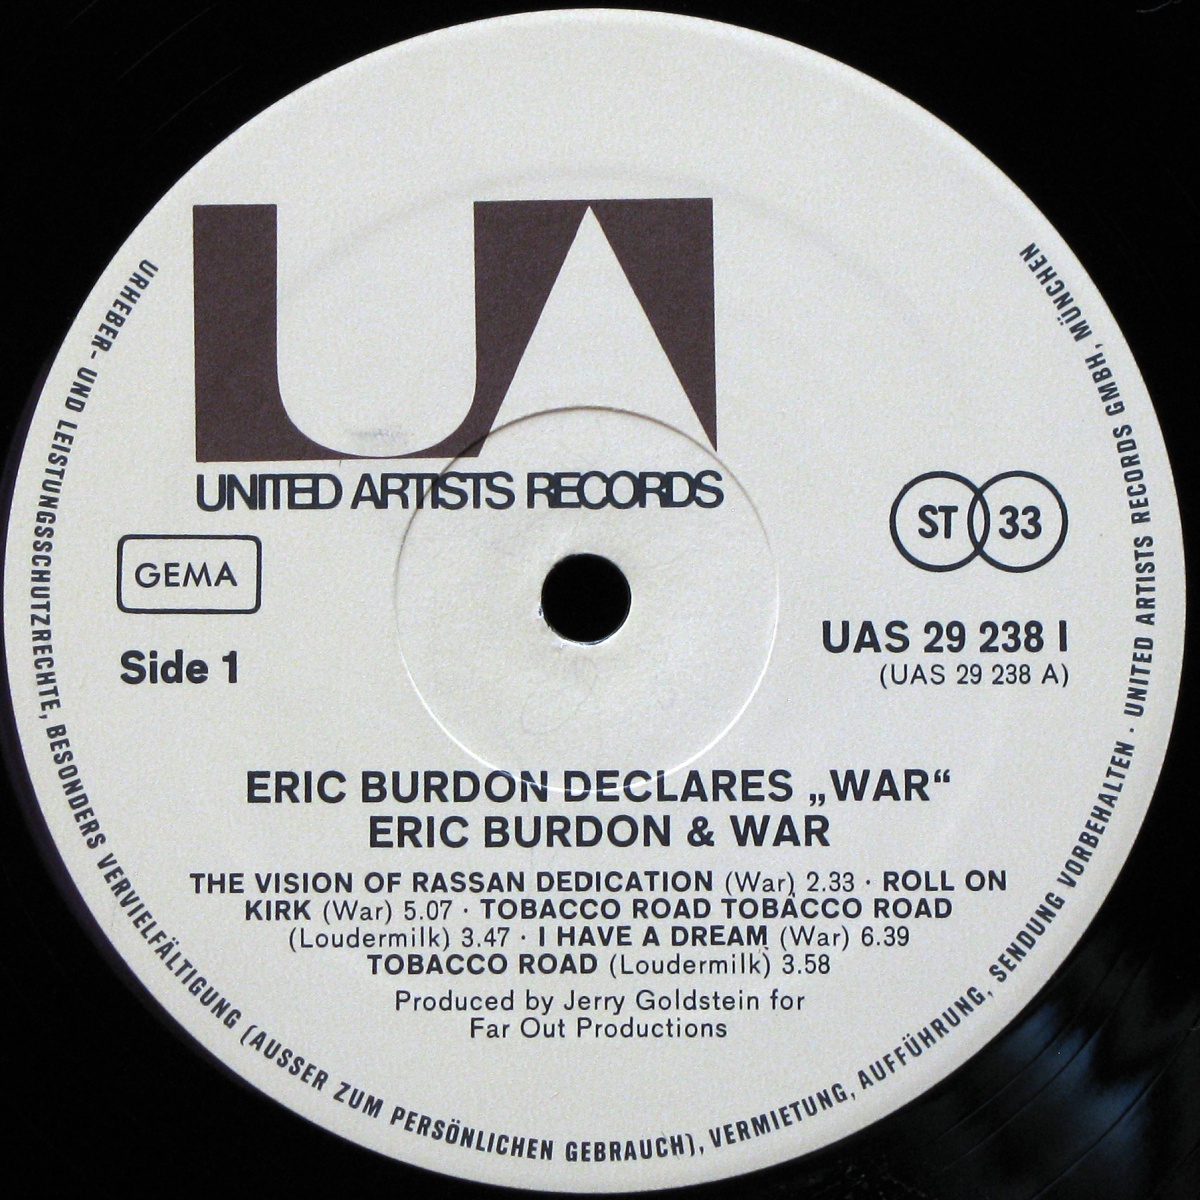 UA
UNITED ARTISTS RECORDS
GEMA
Side 1
ST 33
UAS 29 238 I
(UAS 29 238 A)
ERIC BURDON DECLARES „WAR“
ERIC BURDON & WAR
THE VISION OF RASSAN DEDICATION (War) 2.33 · ROLL ON
KIRK (War) 5.07 · TOBACCO ROAD TOBACCO ROAD
(Loudermilk) 3.47 · I HAVE A DREAM (War) 6.39
TOBACCO ROAD (Loudermilk) 3.58
Produced by Jerry Goldstein for
Far Out Productions
URHEBER- UND LEISTUNGSSCHUTZRECHTE, BESONDERS VERVIELFÄLTIGUNG (AUSSER ZUM PERSÖNLICHEN GEBRAUCH), VERMIETUNG, AUFFÜHRUNG, SENDUNG VORBEHALTEN · UNITED ARTISTS RECORDS GMBH, MÜNCHEN